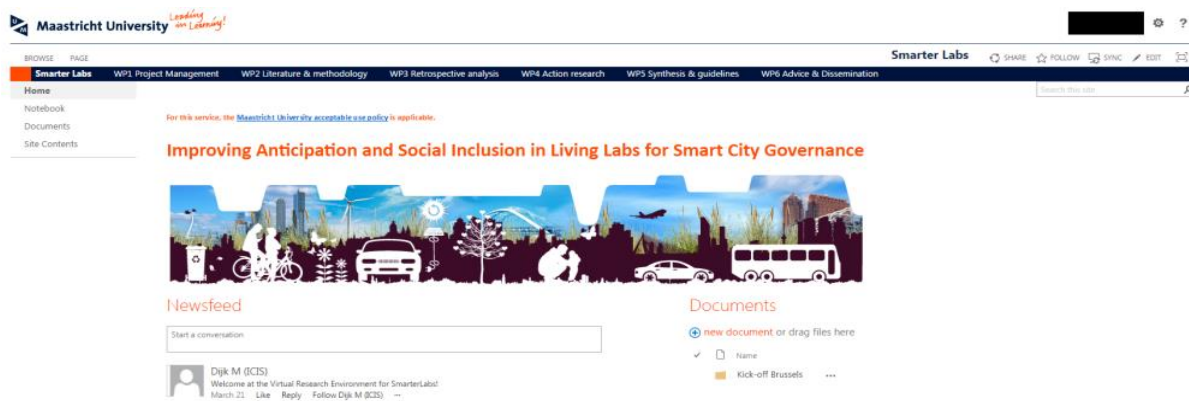 Maastricht University
Leading
in Learning!
?
BROWSE PAGE
Smarter Labs
SHARE FOLLOW SYNC EDIT
Smarter Labs WP1 Project Management WP2 Literature & methodology WP3 Retrospective analysis WP4 Action research WP5 Synthesis & guidelines WP6 Advice & Dissemination
Home
Search this site
Notebook
Documents
Site Contents
For this service, the Maastricht University acceptable use policy is applicable.
Improving Anticipation and Social Inclusion in Living Labs for Smart City Governance
Newsfeed
Start a conversation
Dijk M (ICIS)
Welcome at the Virtual Research Environment for SmarterLabs!
March 21 Like Reply Follow Dijk M (ICIS) ...
Documents
new document or drag files here
Name
Kick-off Brussels ...